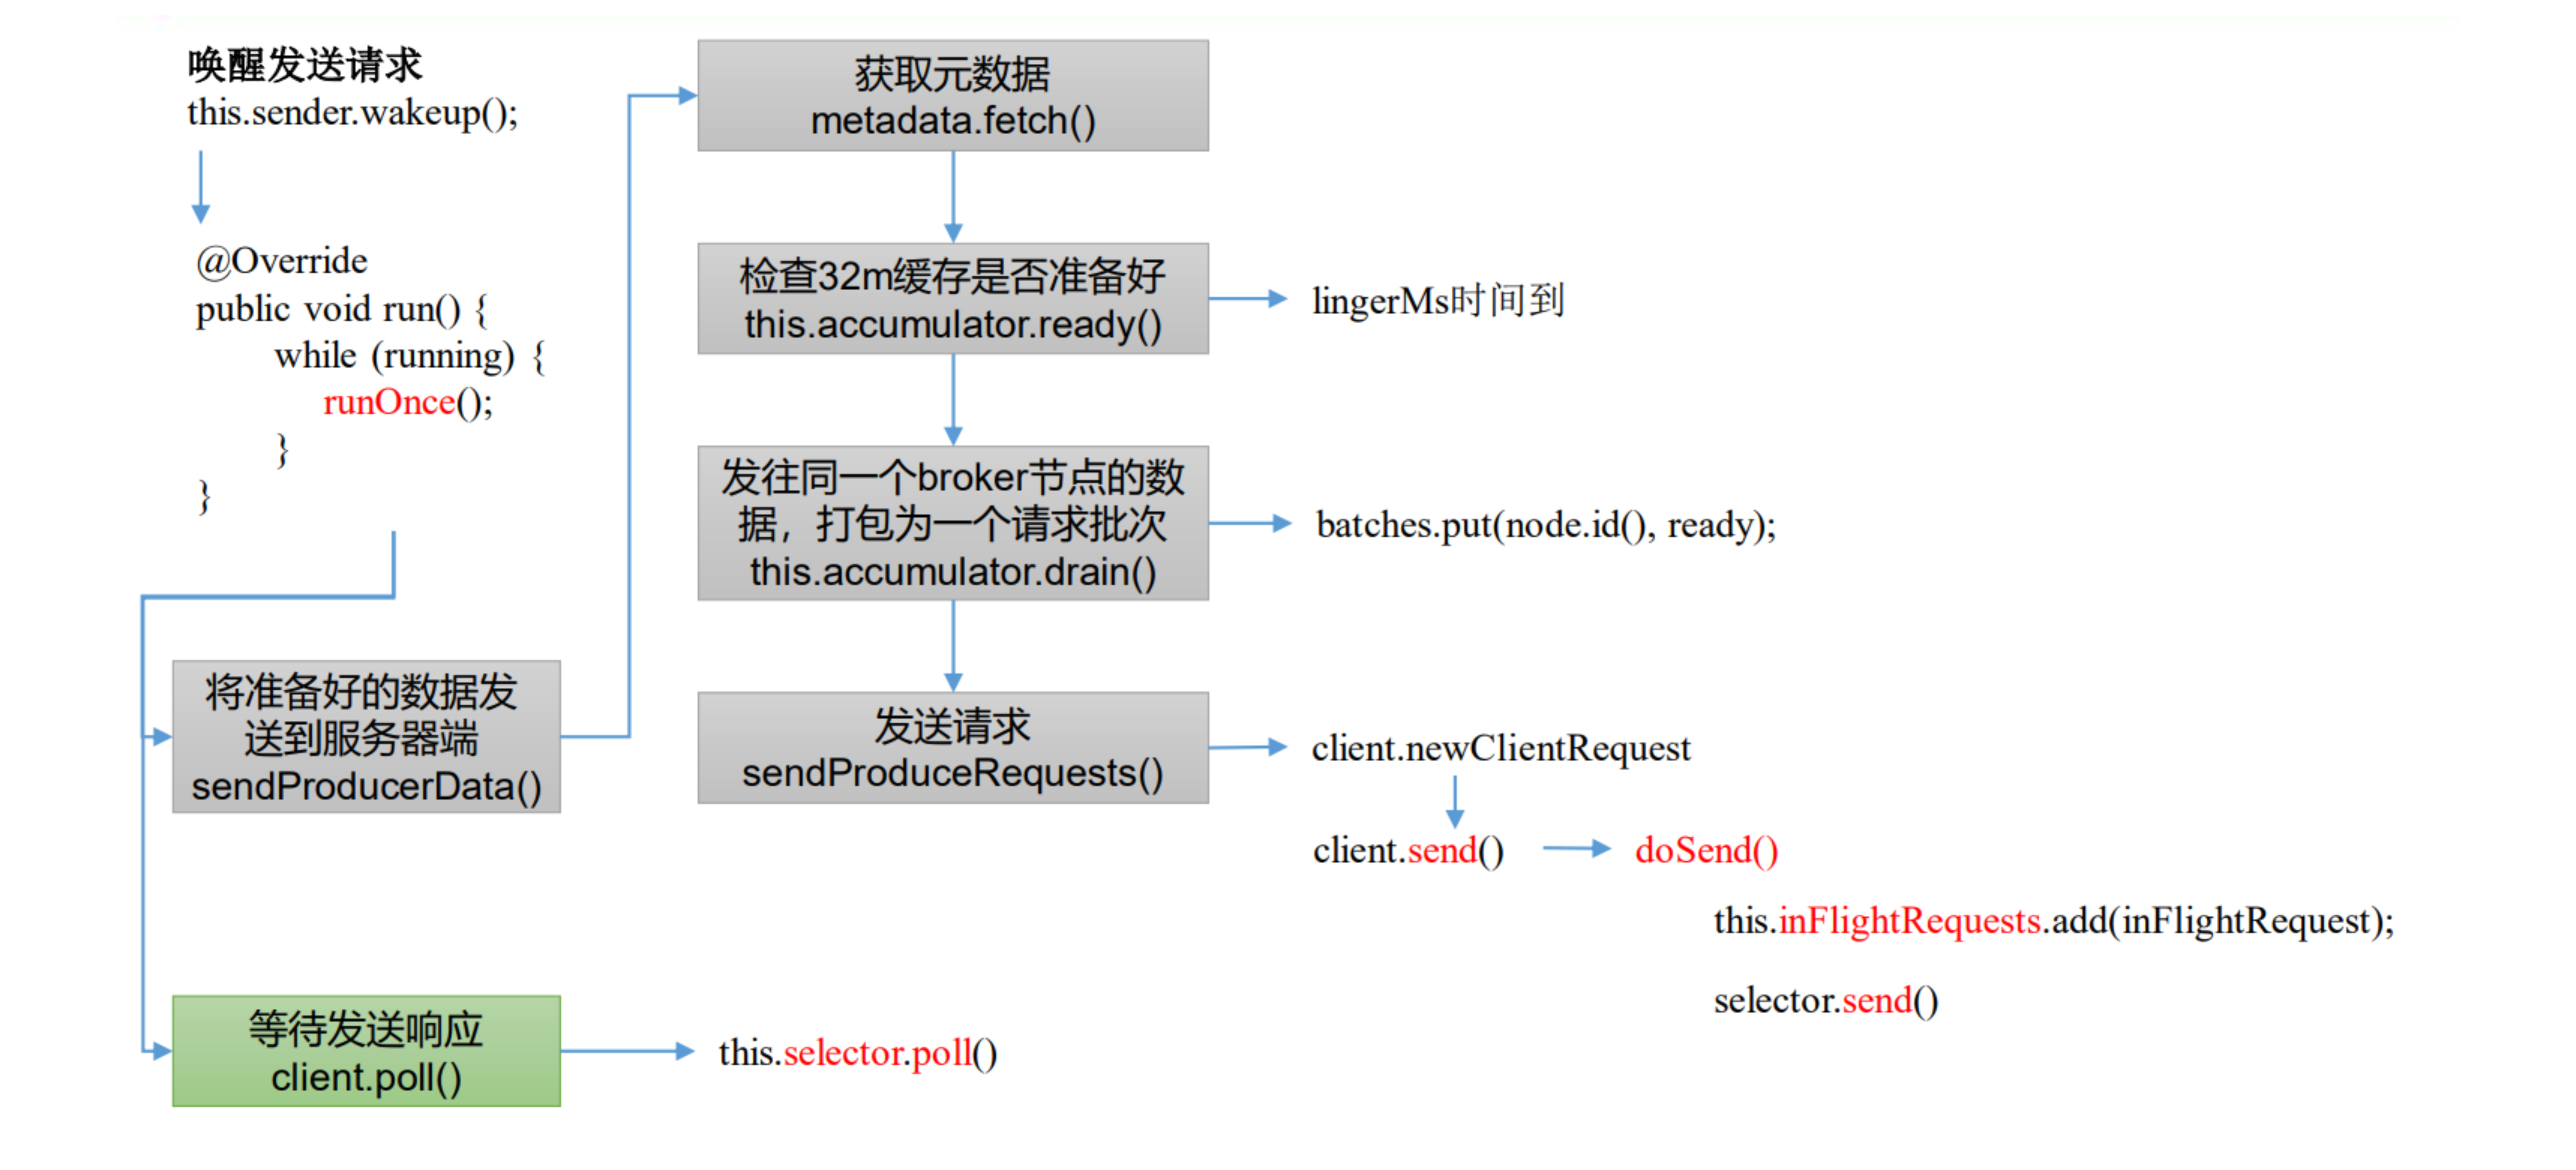 唤醒发送请求
this.sender.wakeup();
@Override
public void run() {
while (running) {
runOnce();
}
}
将准备好的数据发
送到服务器端
sendProducerData()
等待发送响应
client.poll()
this.selector.poll()
获取元数据
metadata.fetch()
检查32m缓存是否准备好
this.accumulator.ready()
lingerMs时间到
发往同一个broker节点的数
据，打包为一个请求批次
this.accumulator.drain()
batches.put(node.id(), ready);
发送请求
sendProduceRequests()
client.newClientRequest
client.send()
doSend()
this.inFlightRequests.add(inFlightRequest);
selector.send()